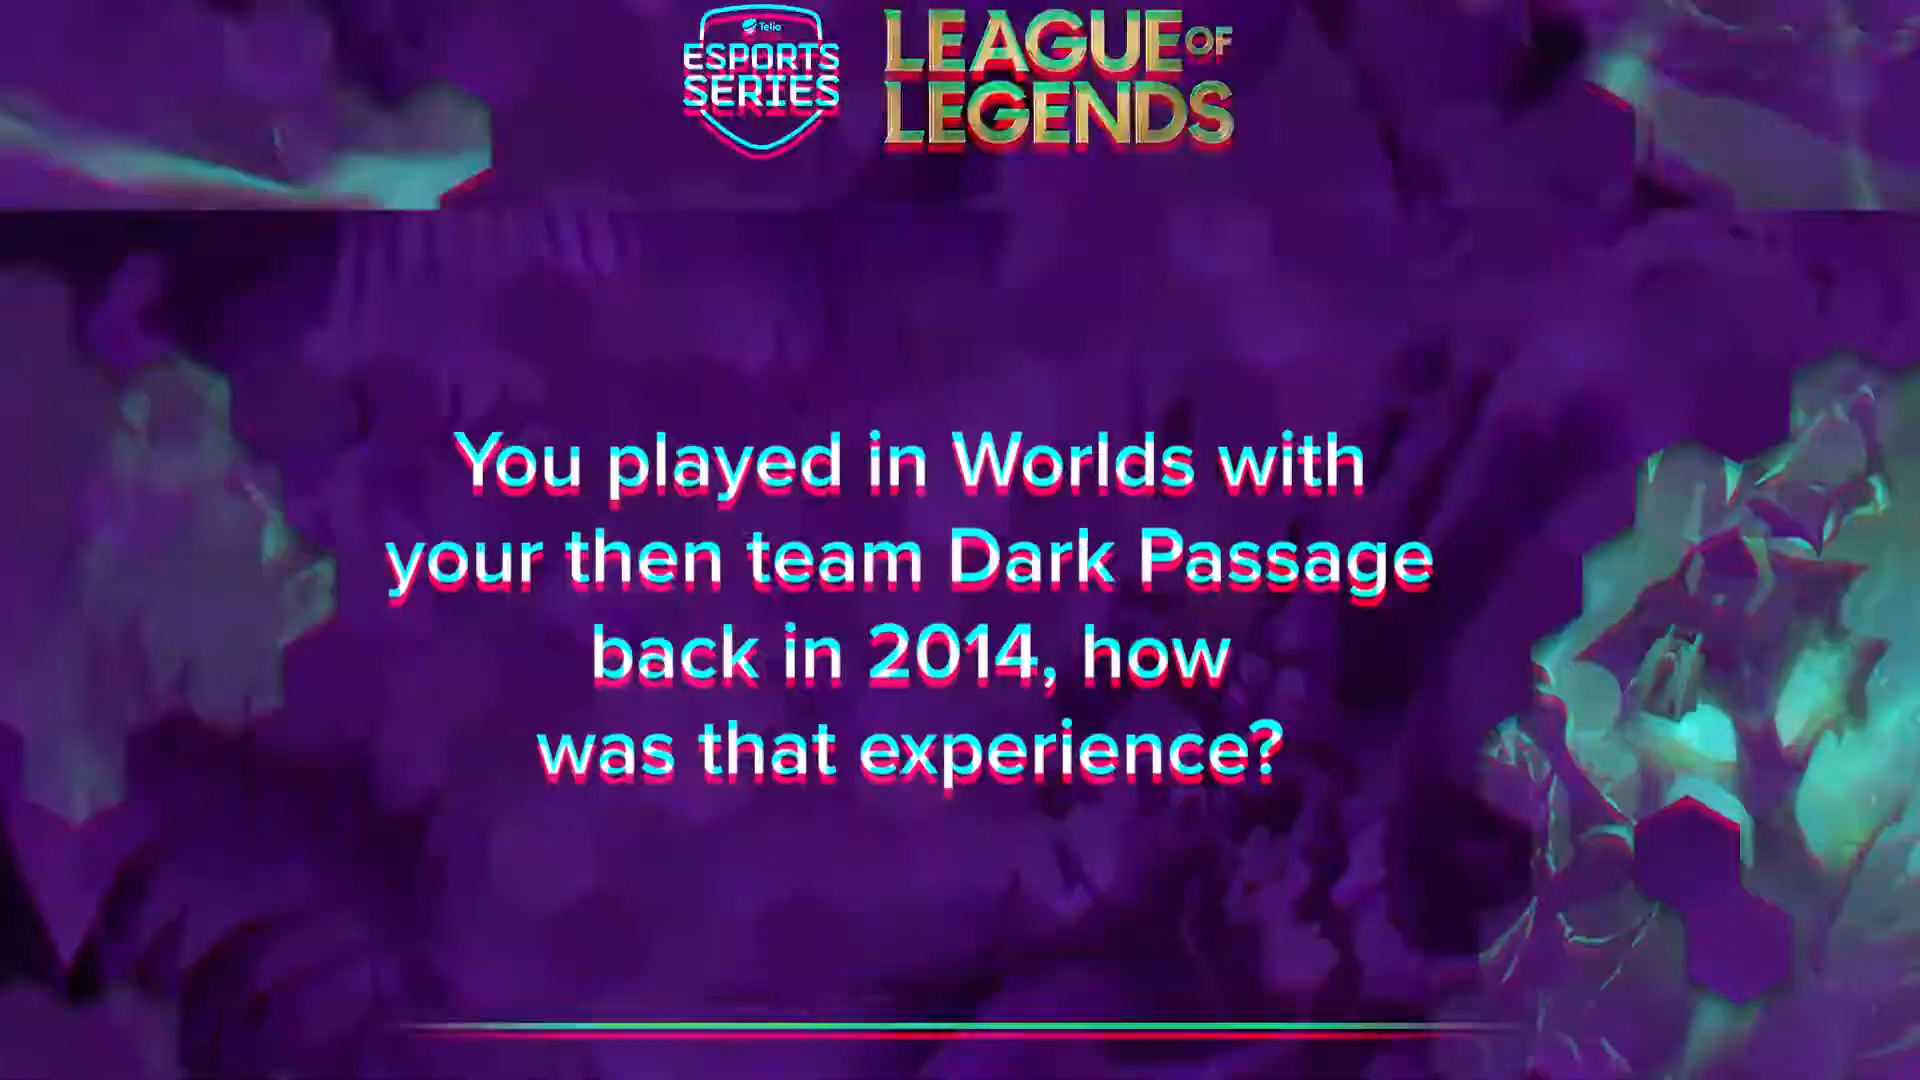 Telia
ESPORTS
SERIES
LEAGUE OF
LEGENDS
You played in Worlds with
your then team Dark Passage
back in 2014, how
was that experience?